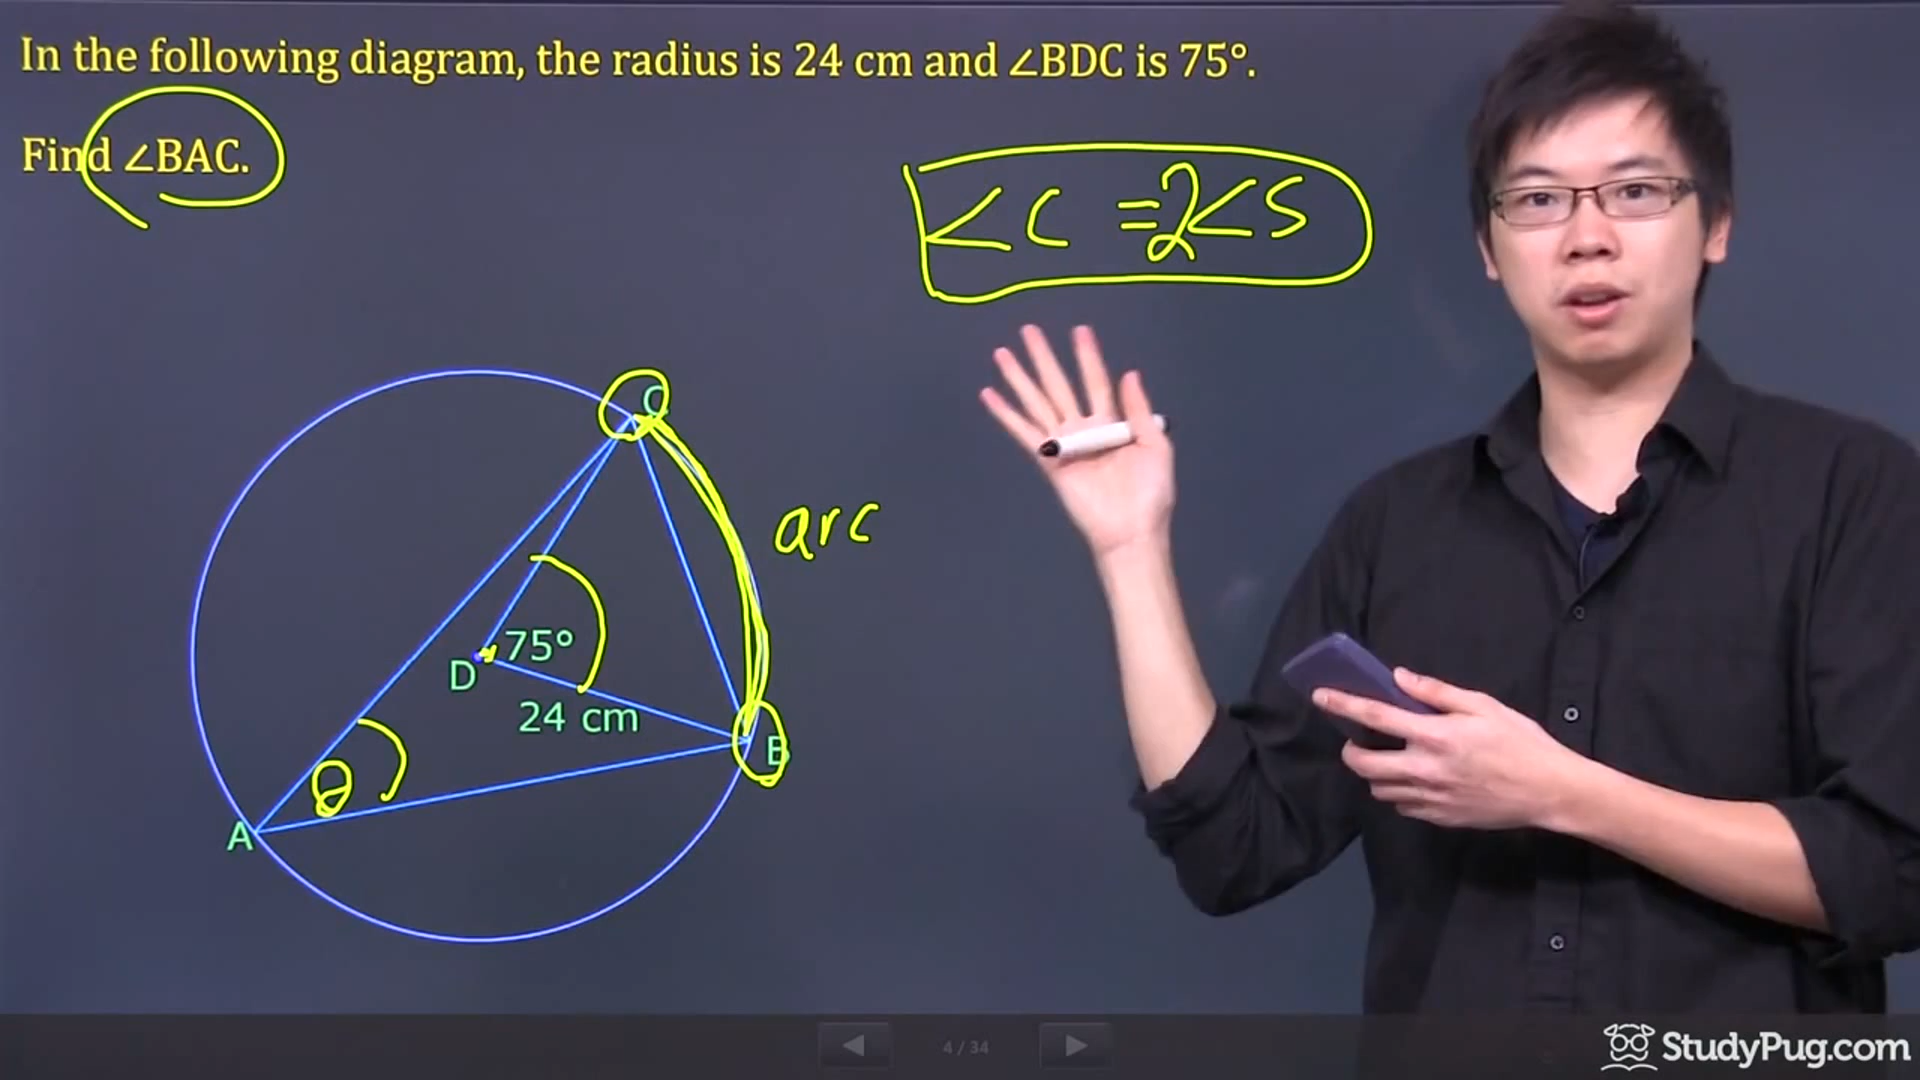 In the following diagram, the radius is 24 cm and ∠BDC is 75°.
Find ∠BAC.
<C = 2<S
C
arc
75°
D
24 cm
B
θ
A
4 / 34
StudyPug.com